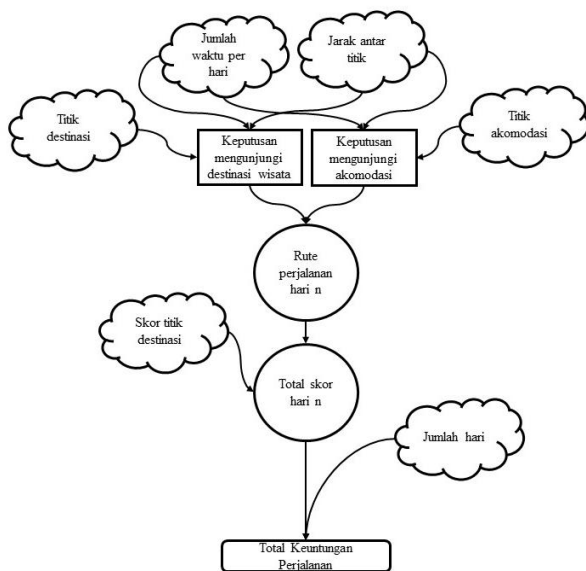 Jumlah
waktu per
hari
Jarak antar
titik
Titik
destinasi
Keputusan
mengunjungi
destinasi wisata
Keputusan
mengunjungi
akomodasi
Titik
akomodasi
Rute
perjalanan
hari n
Skor titik
destinasi
Total skor
hari n
Jumlah hari
Total Keuntungan
Perjalanan